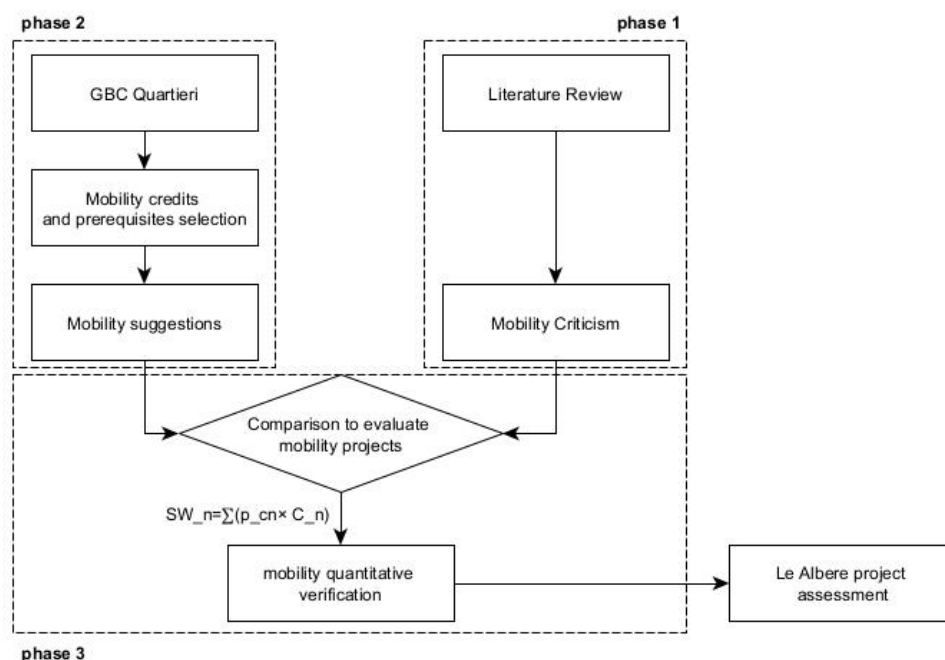 phase 2
phase 1
GBC Quartieri
Literature Review
Mobility credits
and prerequisites selection
Mobility suggestions
Mobility Criticism
Comparison to evaluate
mobility projects
SW_n=∑(p_cn× C_n)
mobility quantitative
verification
Le Albere project
assessment
phase 3